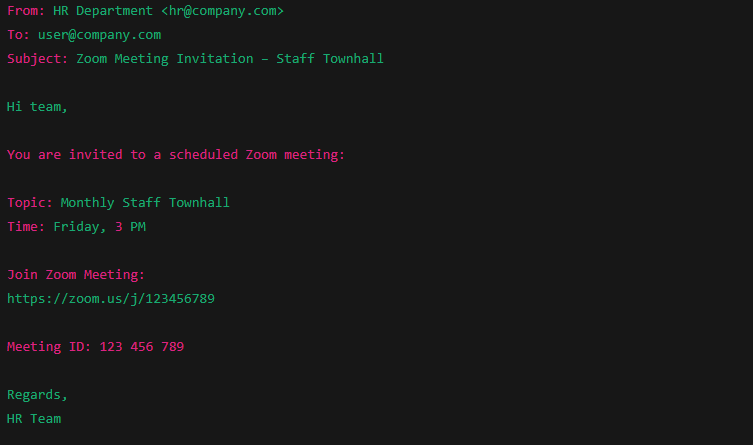 From: HR Department <hr@company.com>
To: user@company.com
Subject: Zoom Meeting Invitation – Staff Townhall
Hi team,
You are invited to a scheduled Zoom meeting:
Topic: Monthly Staff Townhall
Time: Friday, 3 PM
Join Zoom Meeting:
https://zoom.us/j/123456789
Meeting ID: 123 456 789
Regards,
HR Team